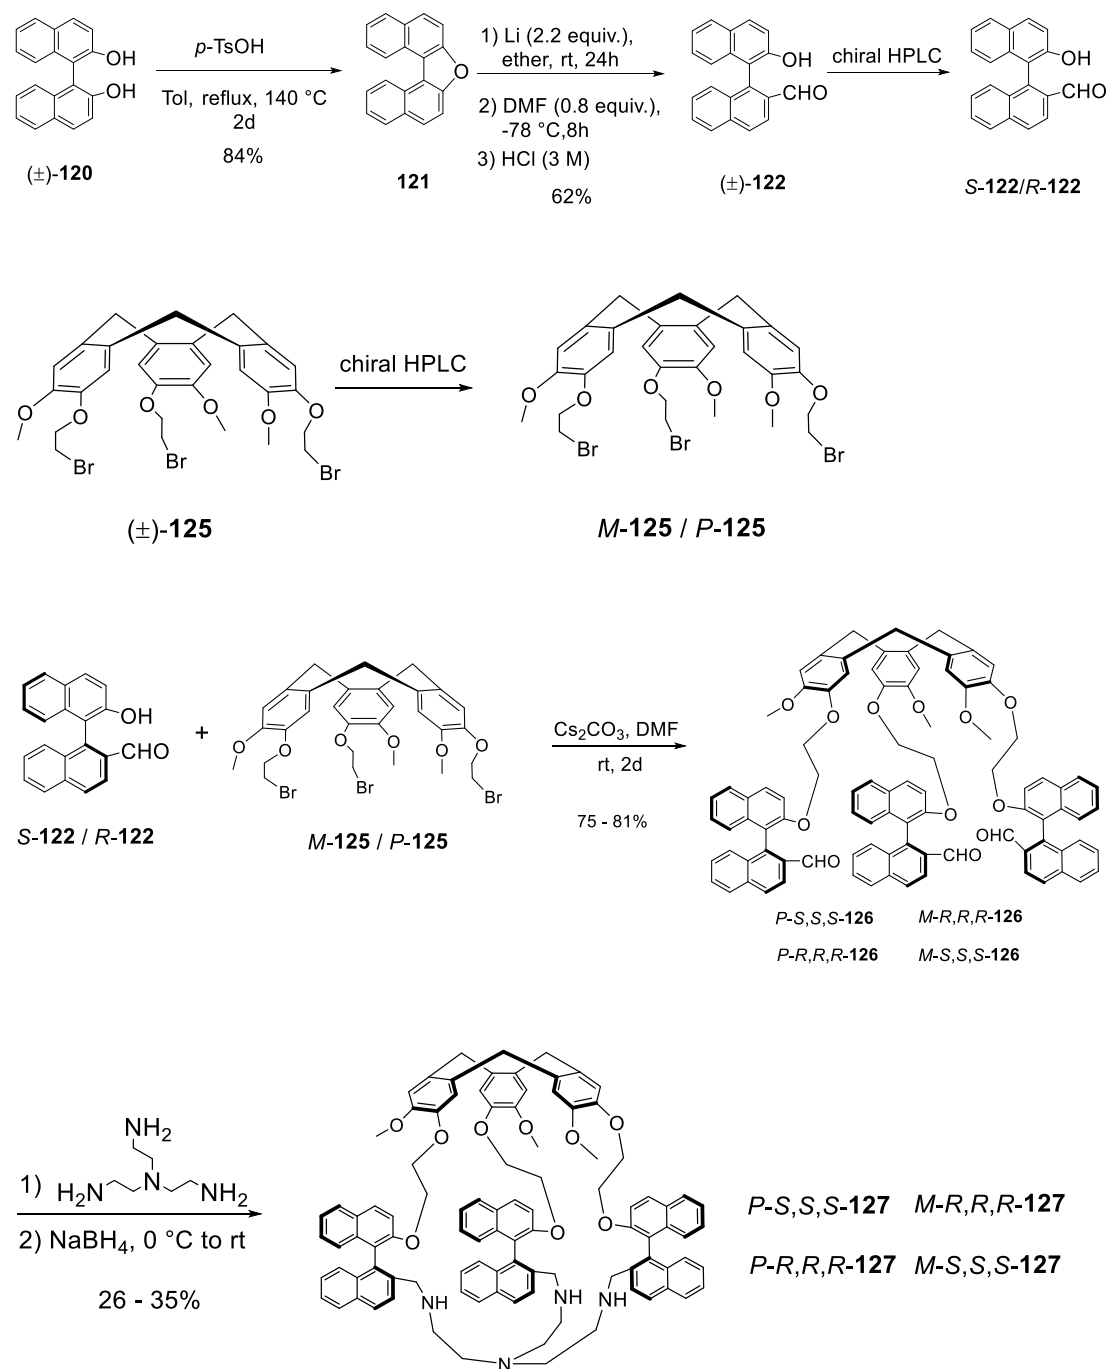 OH
OH
(±)-120
p-TsOH
Tol, reflux, 140 °C
2d
84%
O
121
1) Li (2.2 equiv.),
ether, rt, 24h
2) DMF (0.8 equiv.),
-78 °C,8h
3) HCl (3 M)
62%
OH
CHO
(±)-122
chiral HPLC
OH
CHO
S-122/R-122
O
O
O
O
O
O
Br
Br
Br
(±)-125
chiral HPLC
O
O
O
O
O
O
Br
Br
Br
M-125 / P-125
OH
CHO
S-122 / R-122
+
O
O
O
O
O
O
Br
Br
Br
M-125 / P-125
Cs₂CO₃, DMF
rt, 2d
75 - 81%
O
O
O
O
O
O
O
O
O
CHO
CHO
OHC
P-S,S,S-126 M-R,R,R-126
P-R,R,R-126 M-S,S,S-126
1)
NH₂
H₂N
N
NH₂
2) NaBH₄, 0 °C to rt
26 - 35%
O
O
O
O
O
O
O
O
O
NH
NH
NH
N
P-S,S,S-127 M-R,R,R-127
P-R,R,R-127 M-S,S,S-127